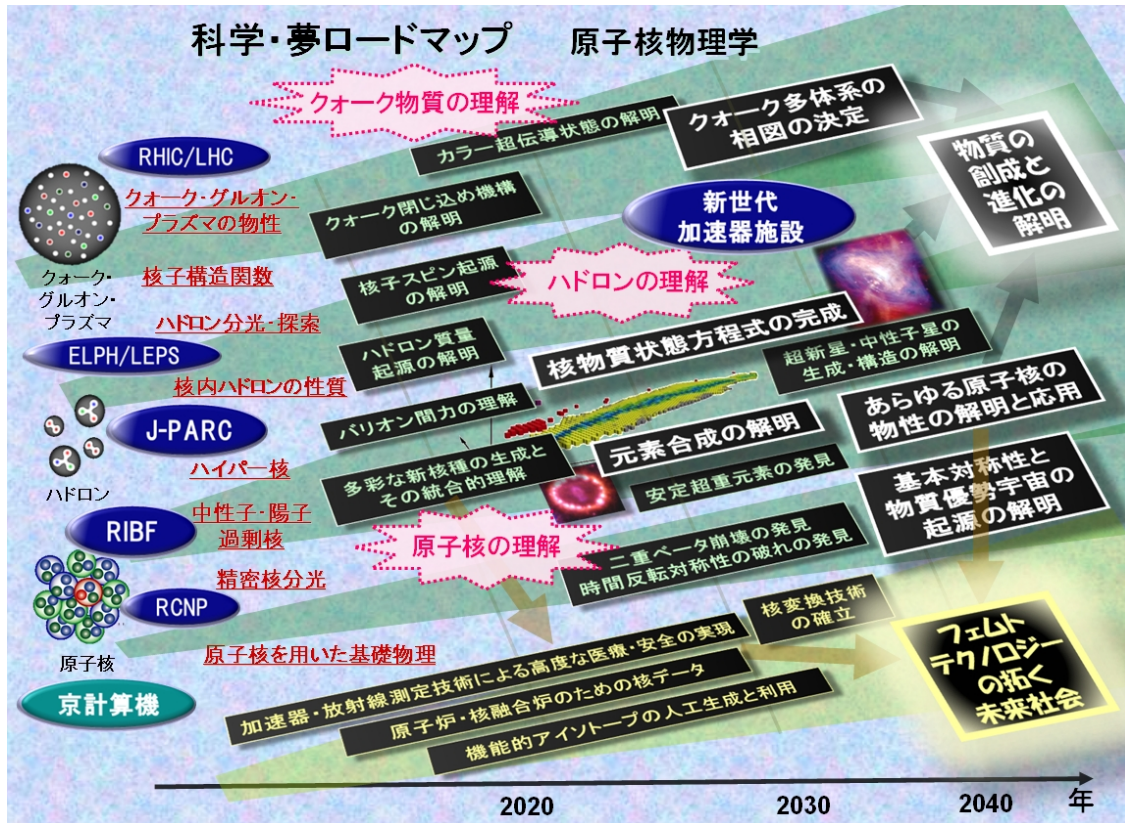 科学・夢ロードマップ 原子核物理学
クォーク物質の理解
カラー超伝導状態の解明
クォーク多体系の
相図の決定
物質の
創成と
進化の
解明
RHIC/LHC
クォーク・グルオン・
プラズマの物性
クォーク閉じ込め機構
の解明
新世代
加速器施設
クォーク・
グルオン・
プラズマ
核子構造関数
核子スピン起源
の解明
ハドロンの理解
ハドロン分光・探索
ELPH/LEPS
ハドロン質量
起源の解明
核物質状態方程式の完成
超新星・中性子星の
生成・構造の解明
核内ハドロンの性質
バリオン間力の理解
あらゆる原子核の
物性の解明と応用
J-PARC
ハイパー核
元素合成の解明
多彩な新核種の生成と
その統合的理解
安定超重元素の発見
基本対称性と
物質優勢宇宙の
起源の解明
ハドロン
RIBF
中性子・陽子
過剰核
原子核の理解
二重ベータ崩壊の発見
時間反転対称性の破れの発見
精密核分光
RCNP
核変換技術
の確立
原子核
原子核を用いた基礎物理
フェムト
テクノロジー
の拓く
未来社会
京計算機
加速器・放射線測定技術による高度な医療・安全の実現
原子炉・核融合炉のための核データ
機能的アイソトープの人工生成と利用
2020
2030
2040
年